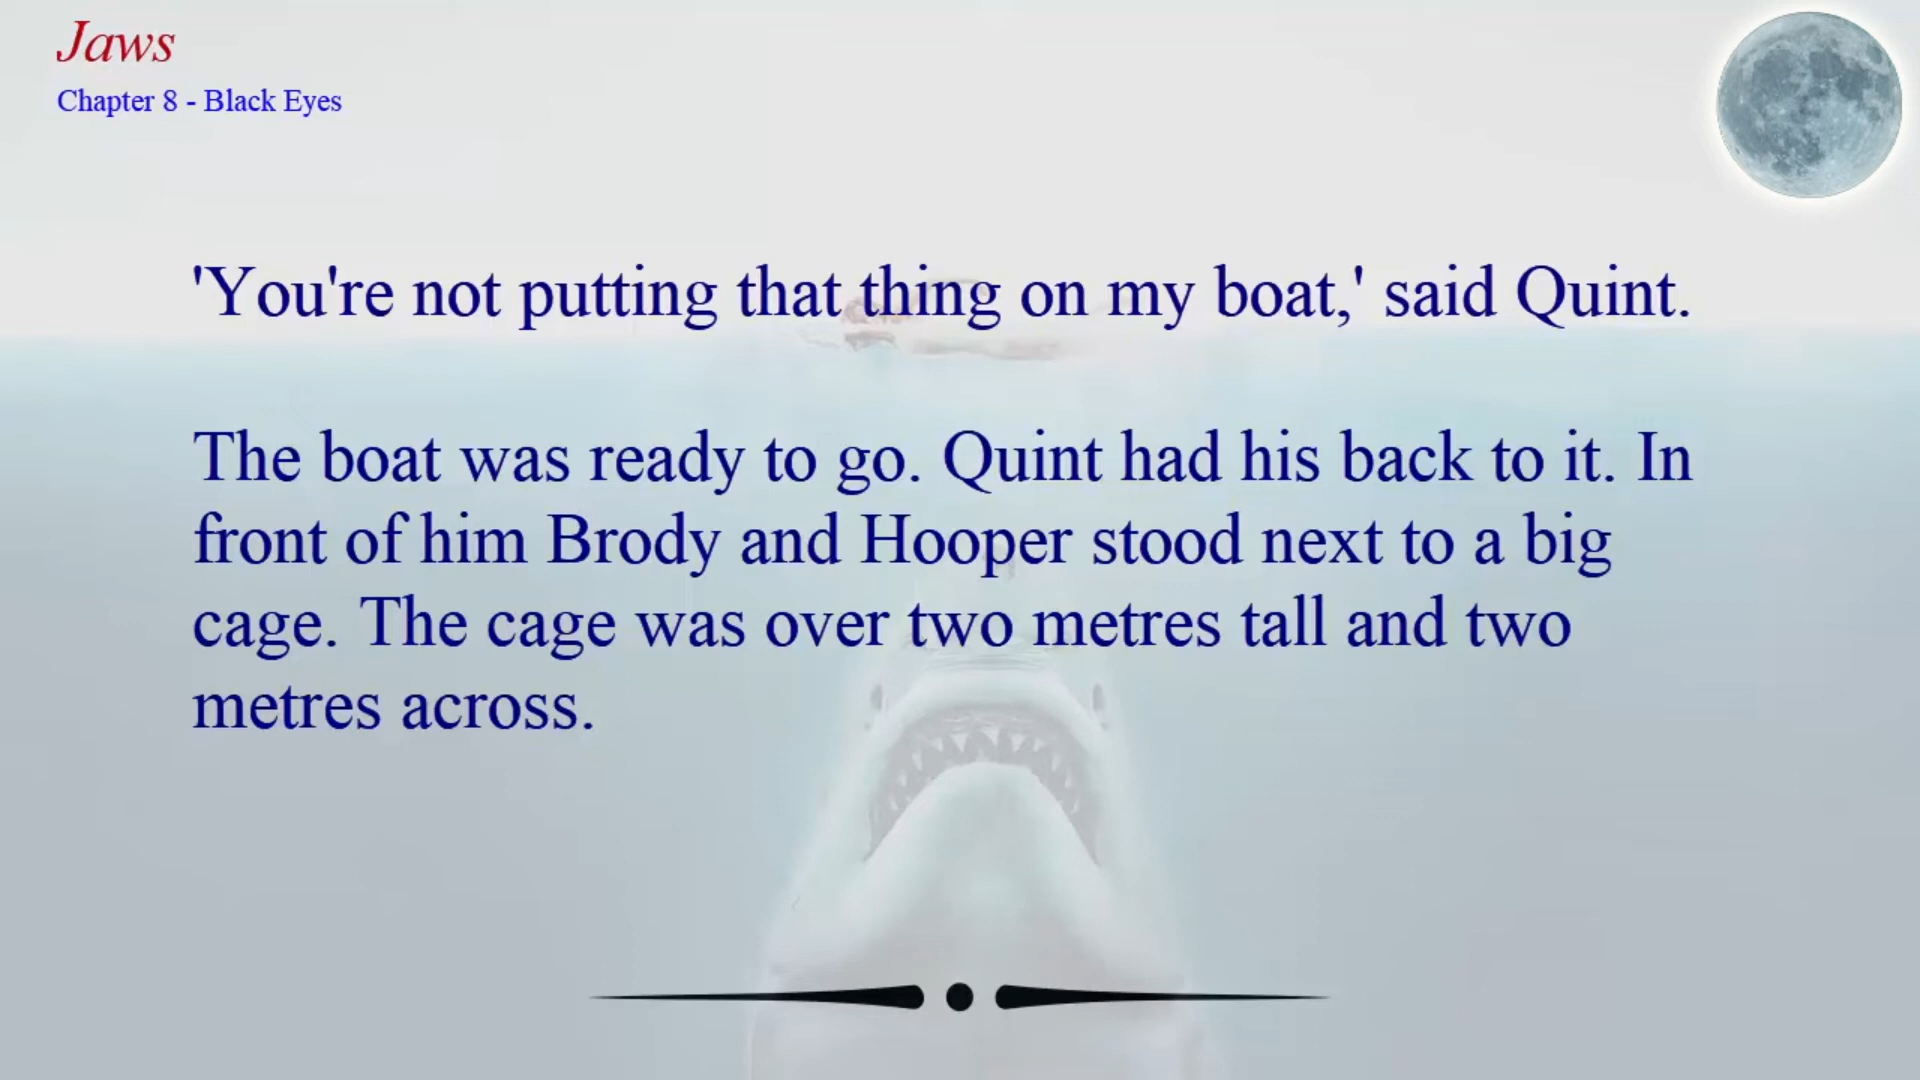 Jaws
Chapter 8 - Black Eyes
'You're not putting that thing on my boat,' said Quint.
The boat was ready to go. Quint had his back to it. In
front of him Brody and Hooper stood next to a big
cage. The cage was over two metres tall and two
metres across.